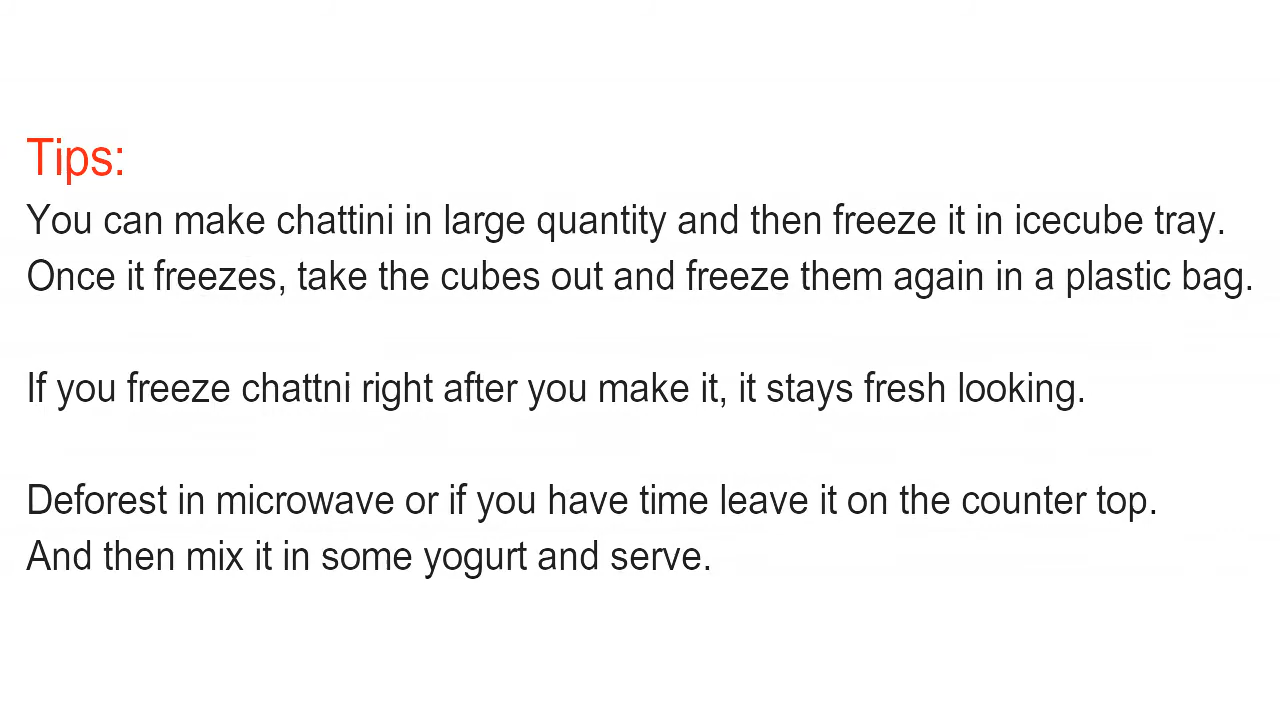 Tips:
You can make chattini in large quantity and then freeze it in icecube tray.
Once it freezes, take the cubes out and freeze them again in a plastic bag.
If you freeze chattni right after you make it, it stays fresh looking.
Deforest in microwave or if you have time leave it on the counter top.
And then mix it in some yogurt and serve.